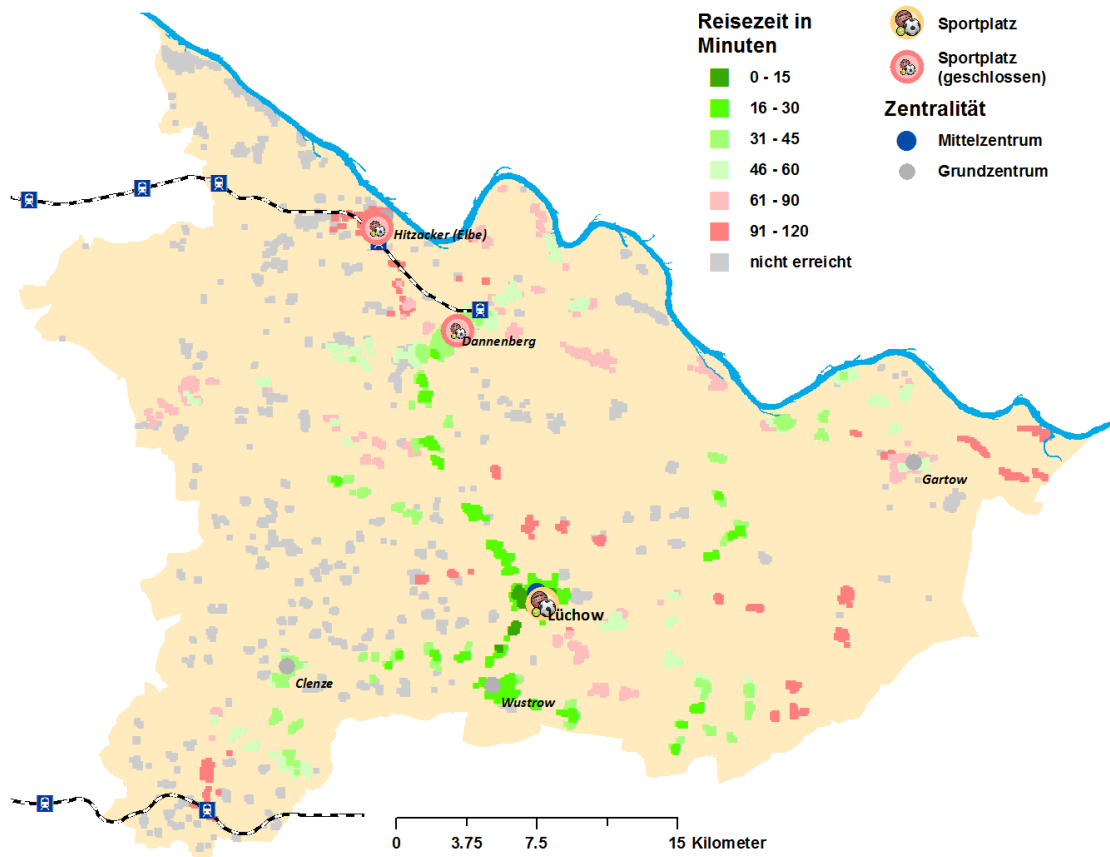 Reisezeit in
Minuten
0 - 15
16 - 30
31 - 45
46 - 60
61 - 90
91 - 120
nicht erreicht
Sportplatz
Sportplatz
(geschlossen)
Zentralität
Mittelzentrum
Grundzentrum
Hitzacker (Elbe)
Dannenberg
Gartow
Lüchow
Clenze
Wustrow
0 3.75 7.5 15 Kilometer